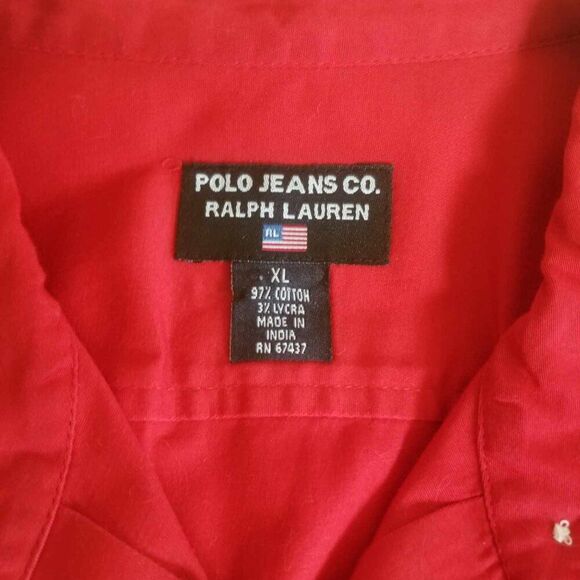 POLO JEANS CO.
RALPH LAUREN
RL
XL
97% COTTON
3% LYCRA
MADE IN
INDIA
RN 67437